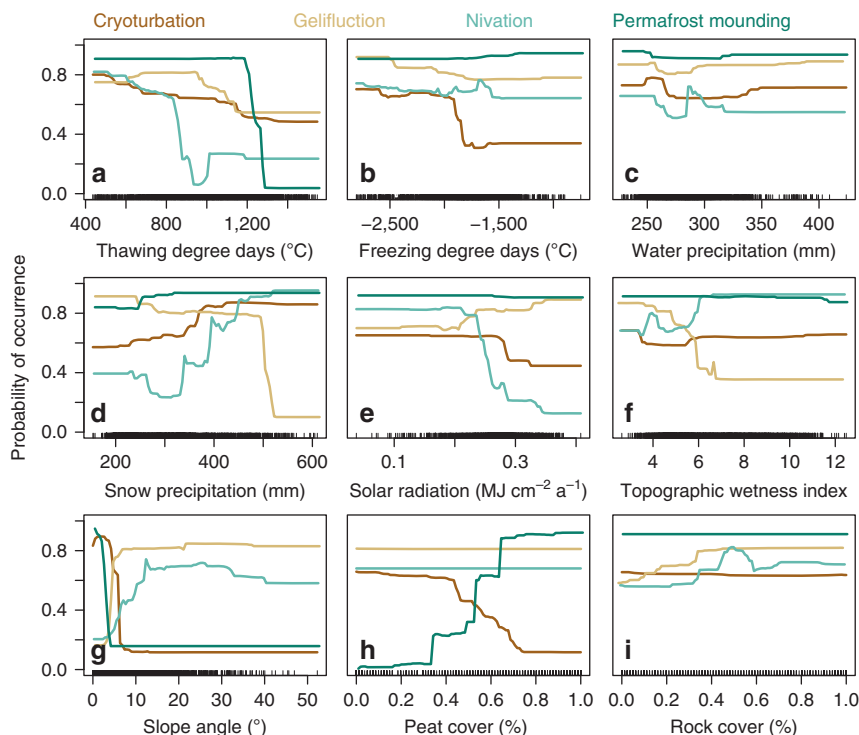 Cryoturbation Gelifluction Nivation Permafrost mounding
0.8
0.4
0.0
a
b
c
400 800 1,200
−2,500 −1,500
250 300 350 400
Thawing degree days (°C)
Freezing degree days (°C)
Water precipitation (mm)
Probability of occurrence
0.8
0.4
0.0
d
e
f
200 400 600
0.1 0.3
4 6 8 10 12
Snow precipitation (mm)
Solar radiation (MJ cm⁻² a⁻¹)
Topographic wetness index
0.8
0.4
0.0
g
h
i
0 10 20 30 40 50
0.0 0.2 0.4 0.6 0.8 1.0
0.0 0.2 0.4 0.6 0.8 1.0
Slope angle (°)
Peat cover (%)
Rock cover (%)